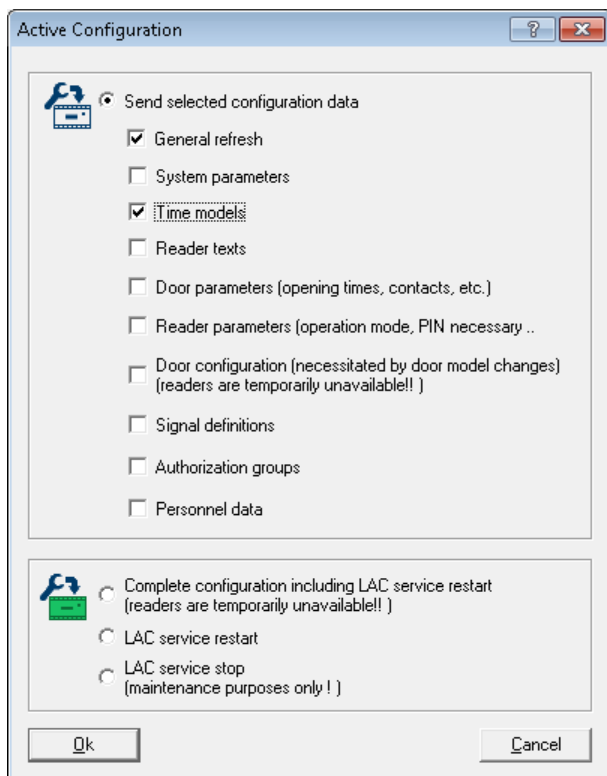 Active Configuration
Send selected configuration data
General refresh
System parameters
Time models
Reader texts
Door parameters (opening times, contacts, etc.)
Reader parameters (operation mode, PIN necessary ..
Door configuration (necessitated by door model changes)
(readers are temporarily unavailable!! )
Signal definitions
Authorization groups
Personnel data
Complete configuration including LAC service restart
(readers are temporarily unavailable!! )
LAC service restart
LAC service stop
(maintenance purposes only ! )
Ok
Cancel